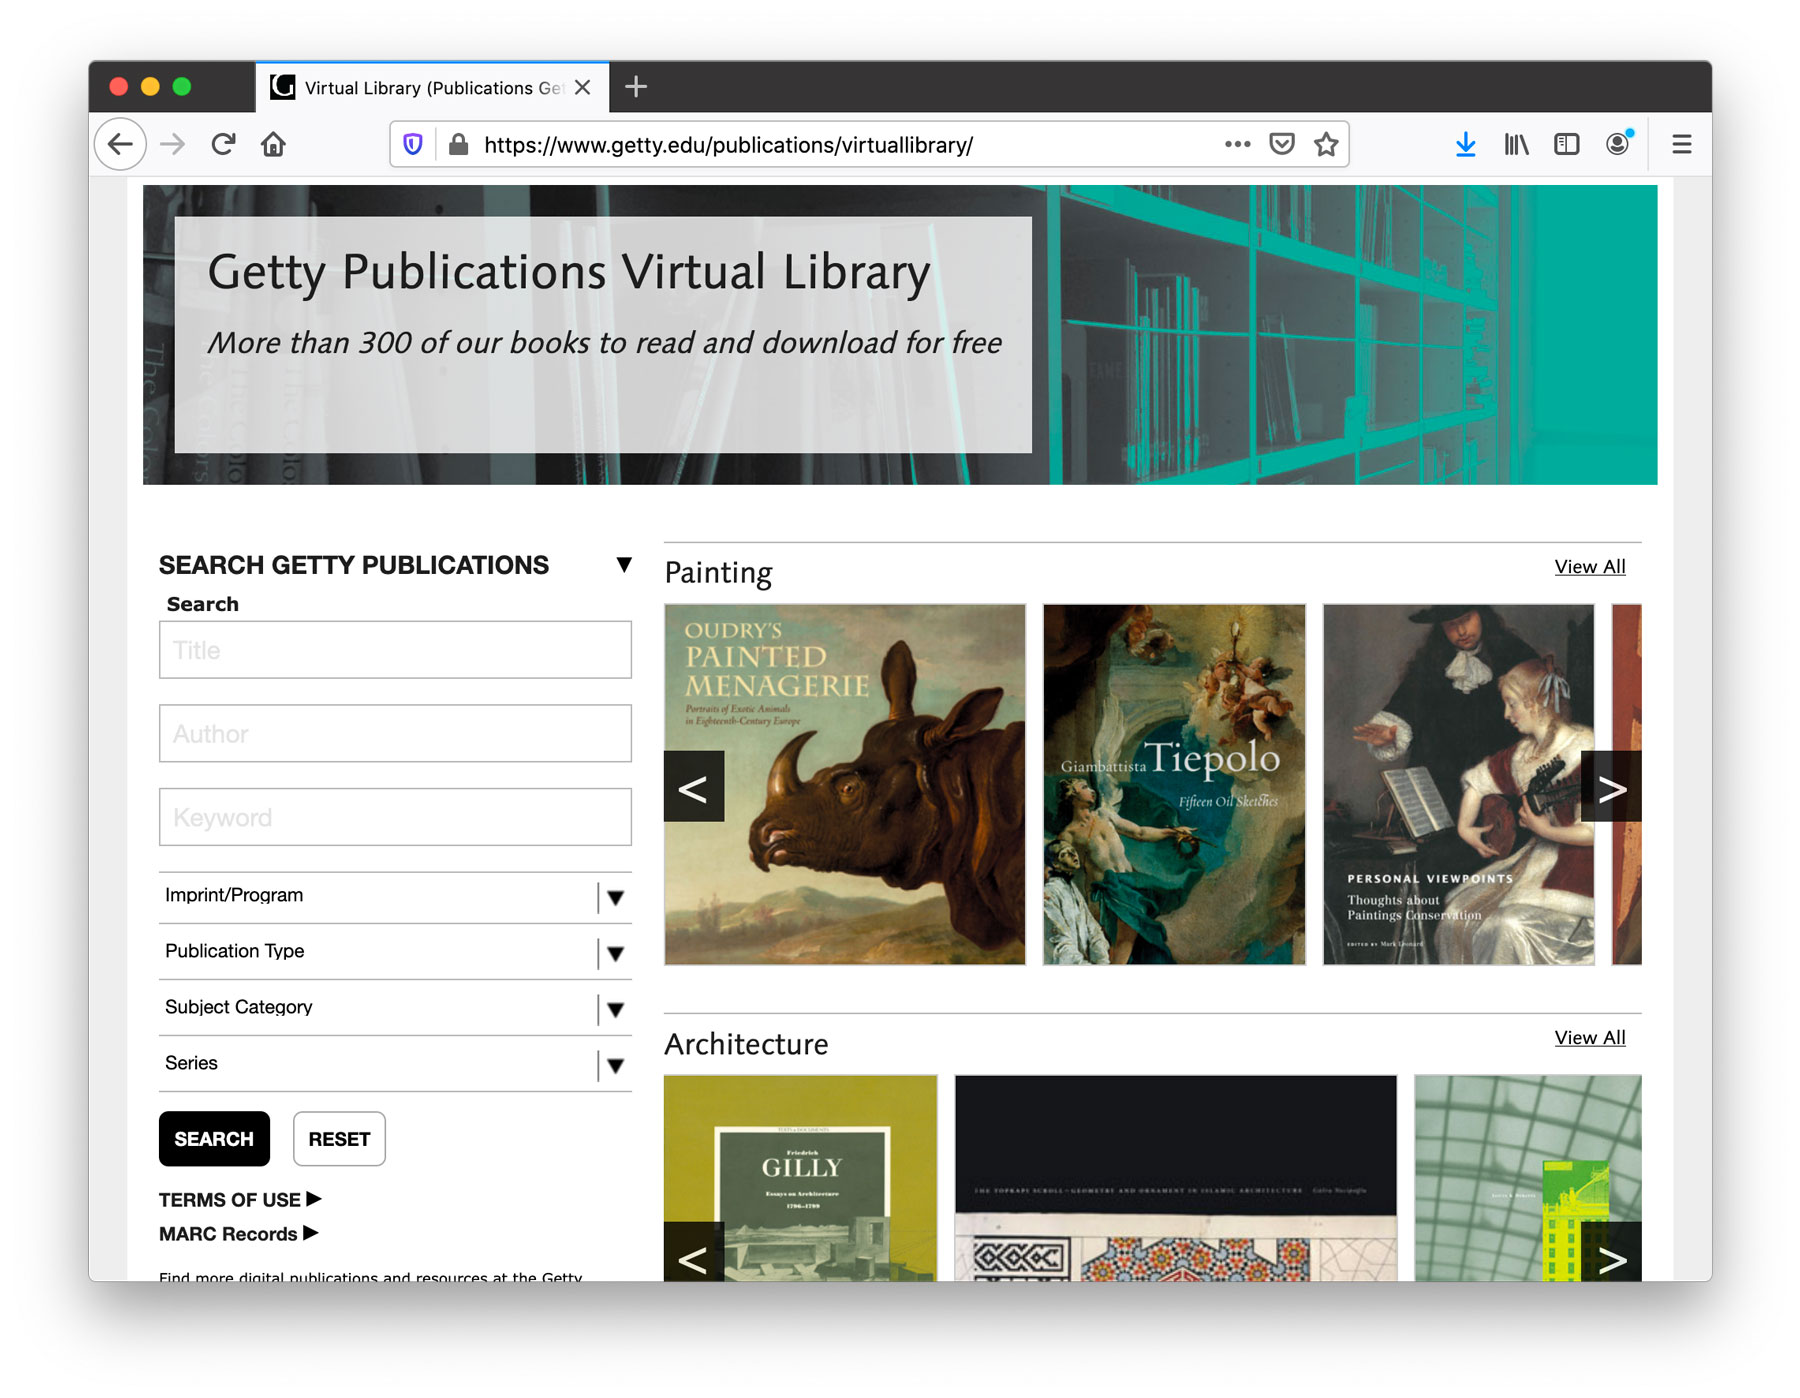 Virtual Library (Publications Get
https://www.getty.edu/publications/virtuallibrary/
Getty Publications Virtual Library
More than 300 of our books to read and download for free
SEARCH GETTY PUBLICATIONS ▼
Search
Title
Author
Keyword
Imprint/Program
Publication Type
Subject Category
Series
SEARCH
RESET
TERMS OF USE ▶
MARC Records ▶
Find more digital publications and resources at the Getty
Painting
View All
OUDRY'S
PAINTED
MENAGERIE
Portraits of Exotic Animals
in Eighteenth-Century Europe
Giambattista Tiepolo
Fifteen Oil Sketches
PERSONAL VIEWPOINTS
Thoughts about
Paintings Conservation
EDITED BY Mark Leonard
<
>
Architecture
View All
TEXTS & DOCUMENTS
Friedrich
GILLY
Essays on Architecture
1796–1799
THE TOPKAPI SCROLL—GEOMETRY AND ORNAMENT IN ISLAMIC ARCHITECTURE Gülru Necipoğlu
<
>